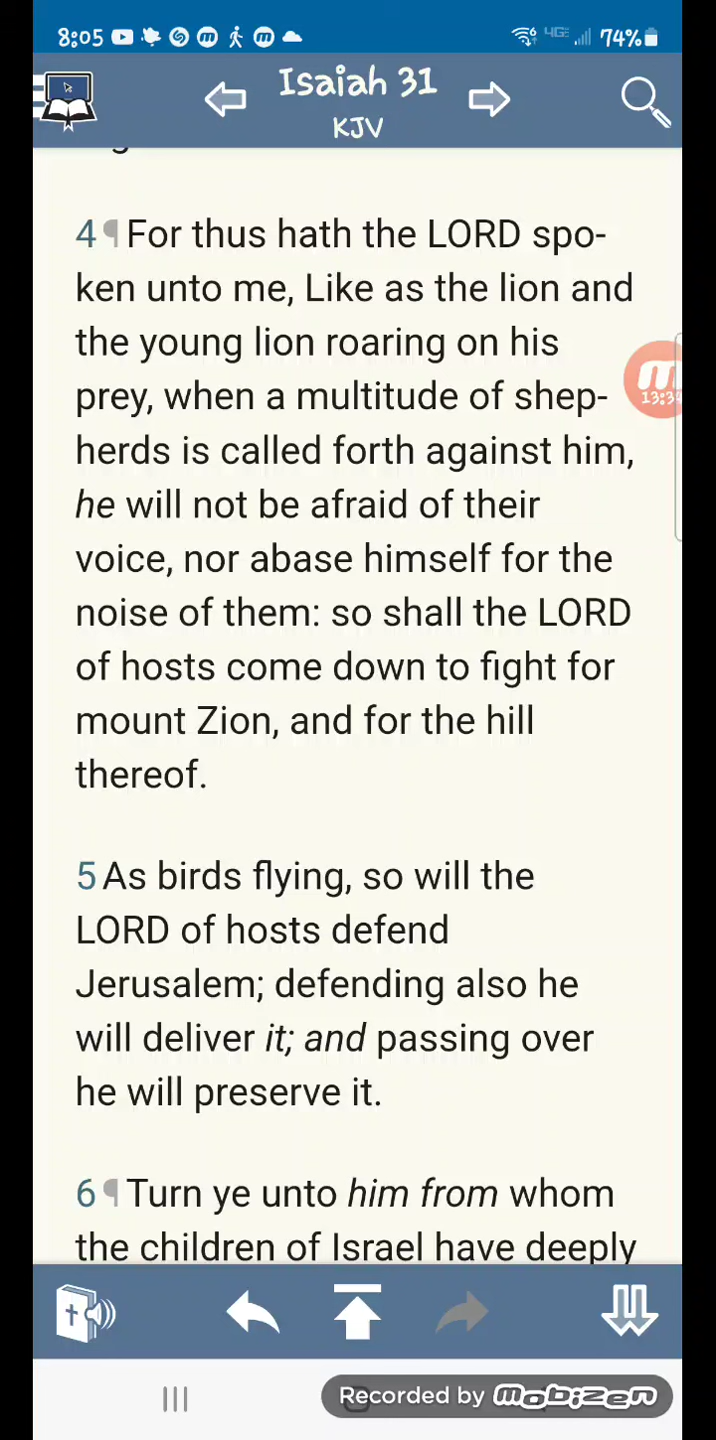 8:05 4GE 74%
Isaiah 31
KJV
4 ¶ For thus hath the LORD spo-
ken unto me, Like as the lion and
the young lion roaring on his
prey, when a multitude of shep-
herds is called forth against him,
he will not be afraid of their
voice, nor abase himself for the
noise of them: so shall the LORD
of hosts come down to fight for
mount Zion, and for the hill
thereof.
5 As birds flying, so will the
LORD of hosts defend
Jerusalem; defending also he
will deliver it; and passing over
he will preserve it.
6 ¶ Turn ye unto him from whom
the children of Israel have deeply
Recorded by mobizen